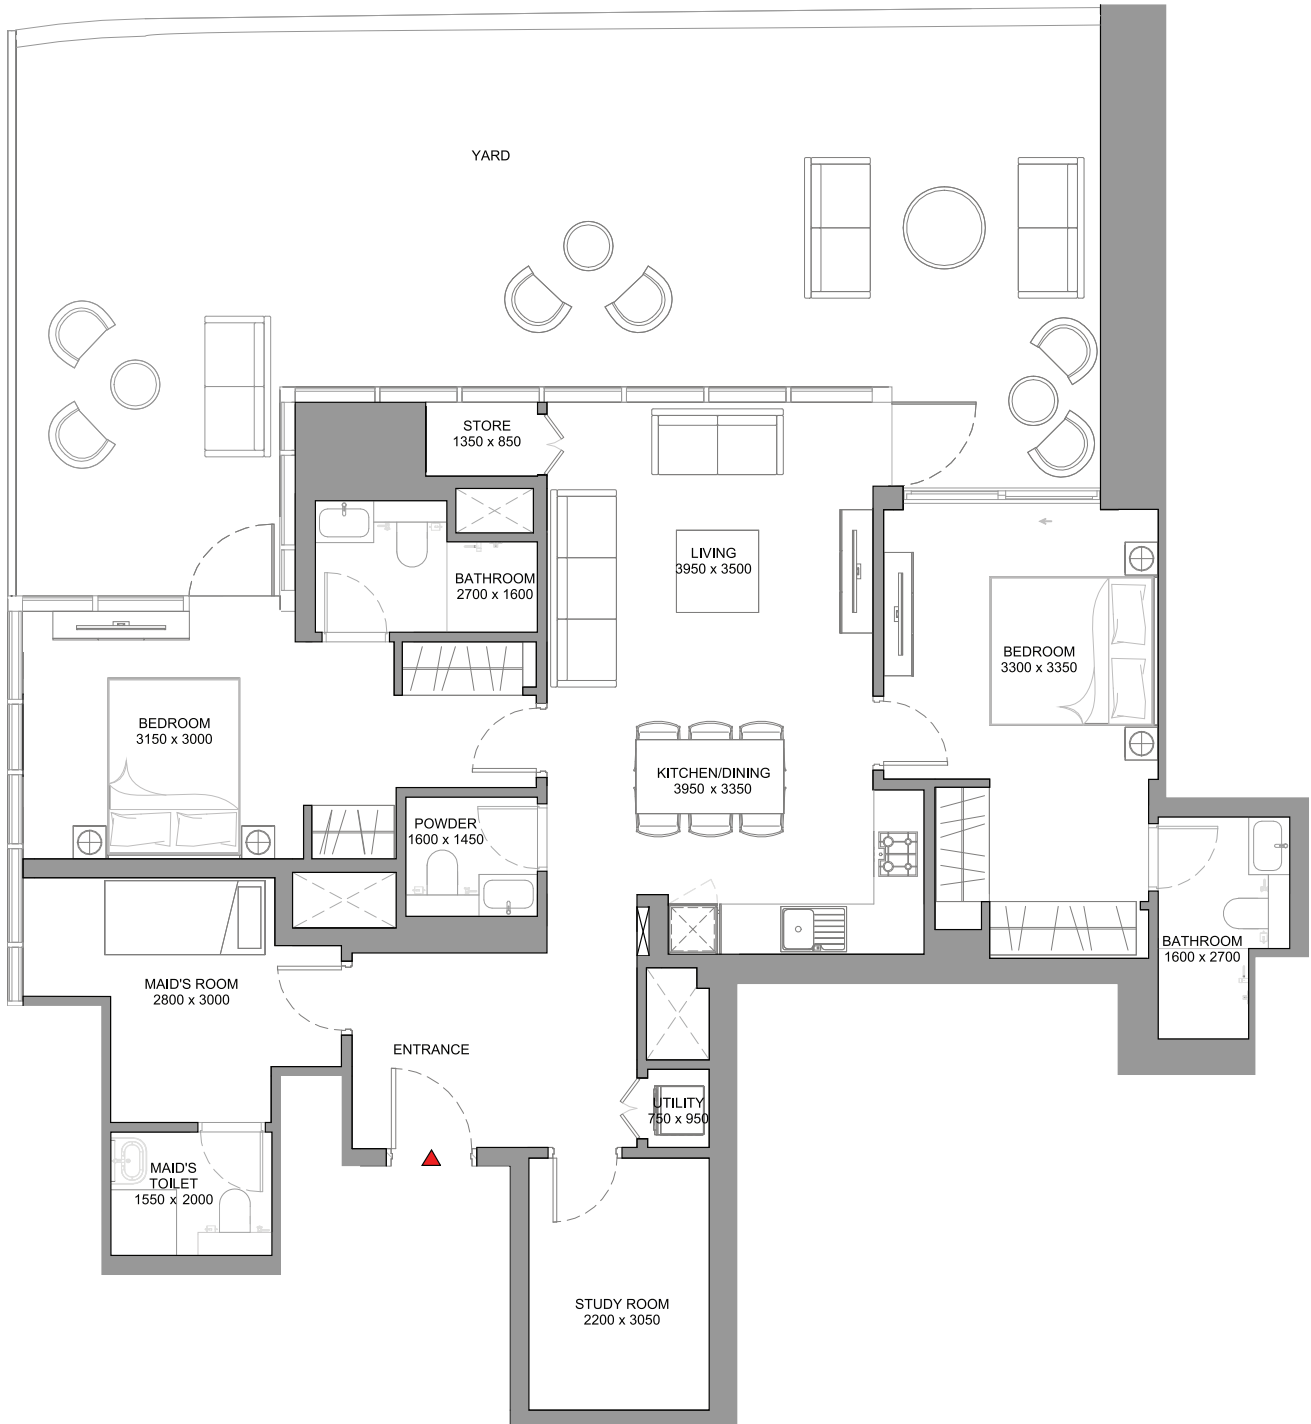 YARD
STORE
1350 x 850
LIVING
3950 x 3500
BATHROOM
2700 x 1600
BEDROOM
3300 x 3350
BEDROOM
3150 x 3000
KITCHEN/DINING
3950 x 3350
POWDER
1600 x 1450
BATHROOM
1600 x 2700
MAID'S ROOM
2800 x 3000
ENTRANCE
UTILITY
750 x 950
MAID'S
TOILET
1550 x 2000
STUDY ROOM
2200 x 3050